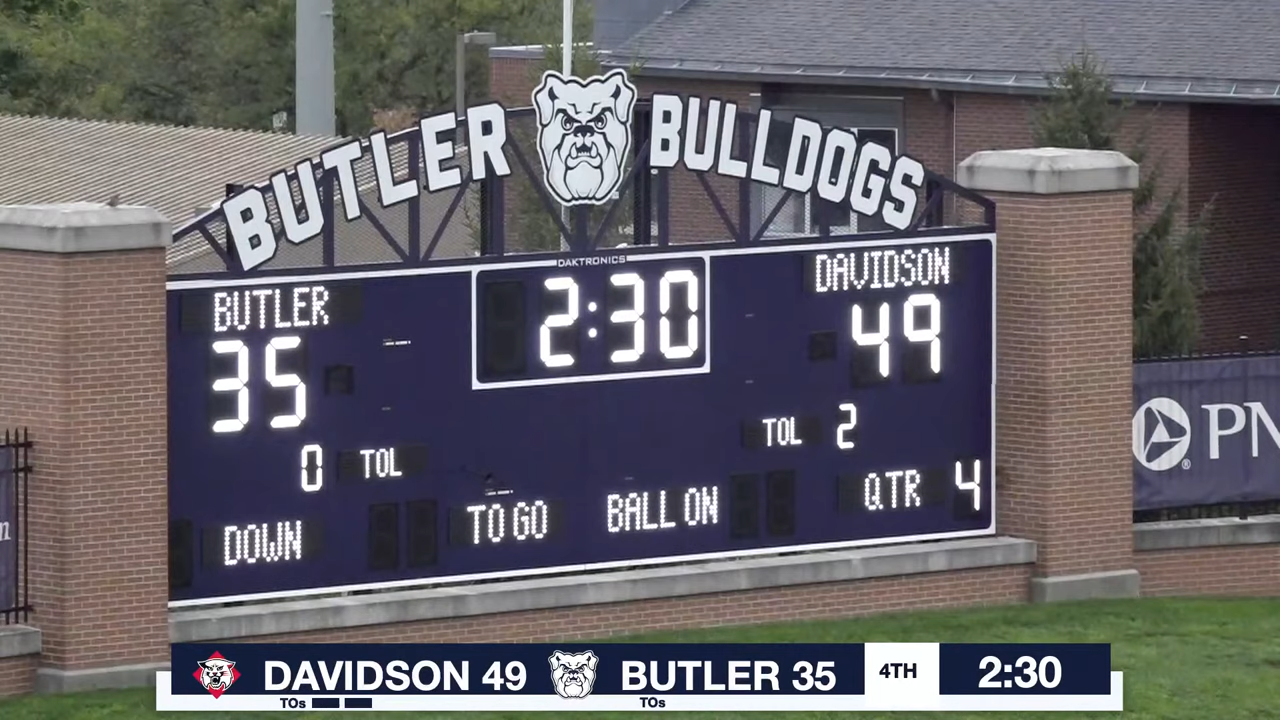 BUTLER BULLDOGS
DAKTRONICS
BUTLER 2:30 DAVIDSON
35 49
0 TOL TOL 2
DOWN TO GO BALL ON QTR 4
PN
DAVIDSON 49 BUTLER 35 4TH 2:30
TOs TOs